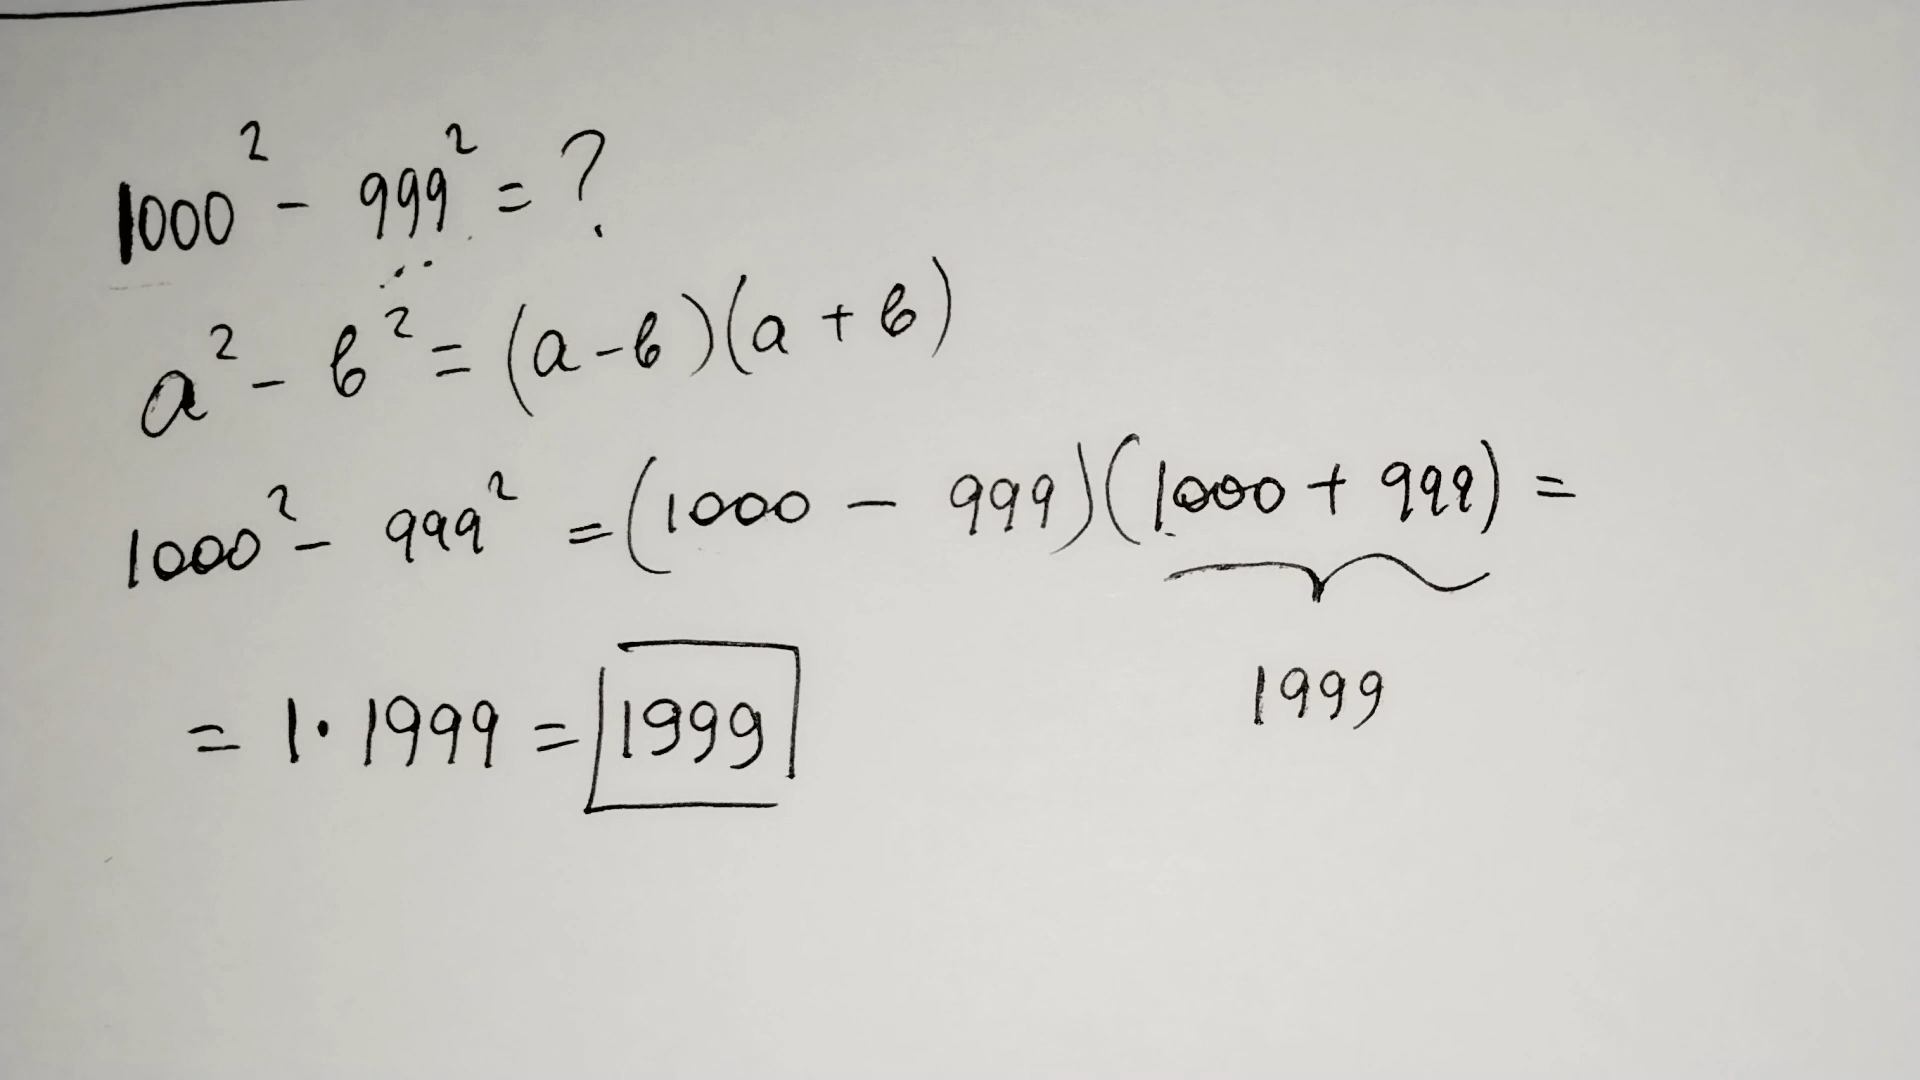 1000² - 999² = ?
a² - b² = (a - b)(a + b)
1000² - 999² = (1000 - 999)(1000 + 999) =
1999
= 1 · 1999 = 1999